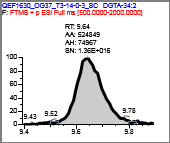 QEF1630_OG37_T3-14-0-3_SC DGTA-34:2
F: FTMS + p ESI Full ms [500.0000-2000.0000]
RT: 9.64
AA: 524849
AH: 74967
SN: 1.36E+016
100
80
60
40
20
0
9.43 9.52 9.78
9.4 9.6 9.8